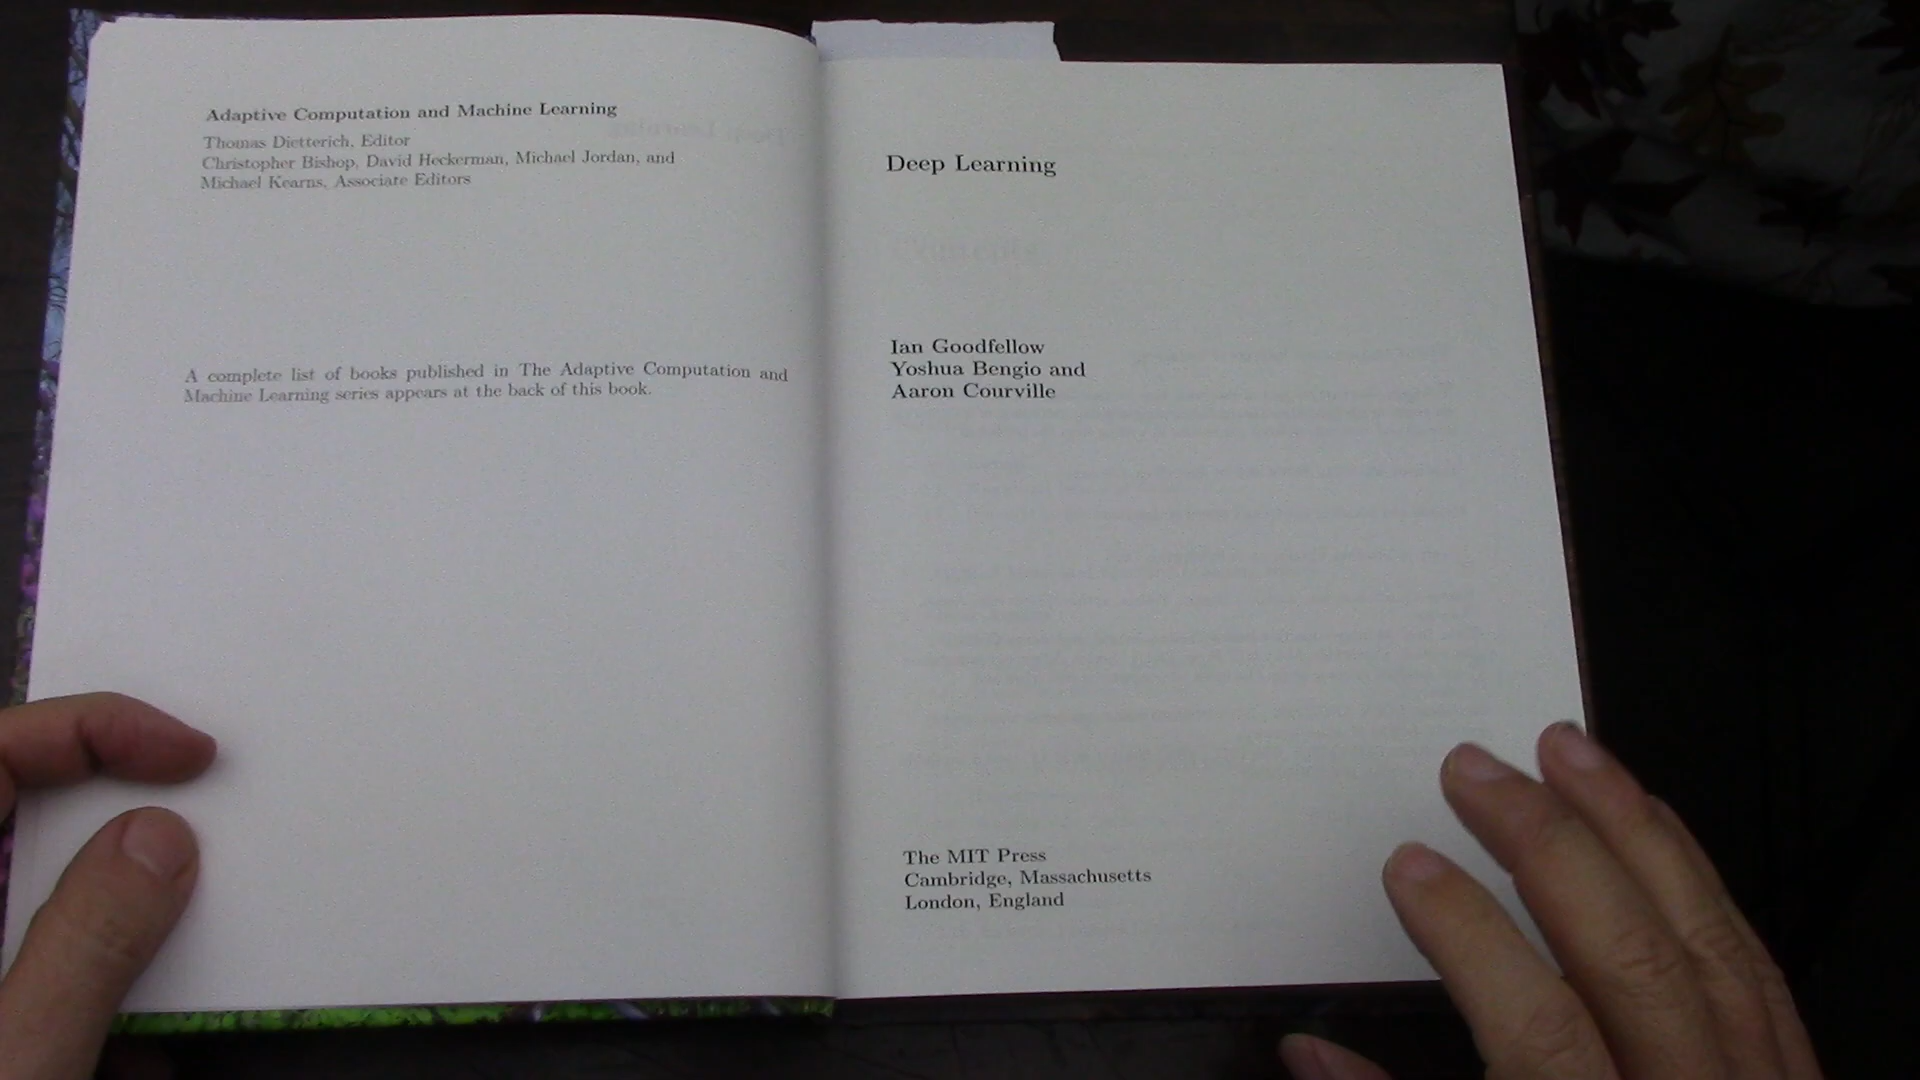 Adaptive Computation and Machine Learning
Thomas Dietterich, Editor
Christopher Bishop, David Heckerman, Michael Jordan, and
Michael Kearns, Associate Editors
A complete list of books published in The Adaptive Computation and
Machine Learning series appears at the back of this book.
Deep Learning
Ian Goodfellow
Yoshua Bengio and
Aaron Courville
The MIT Press
Cambridge, Massachusetts
London, England